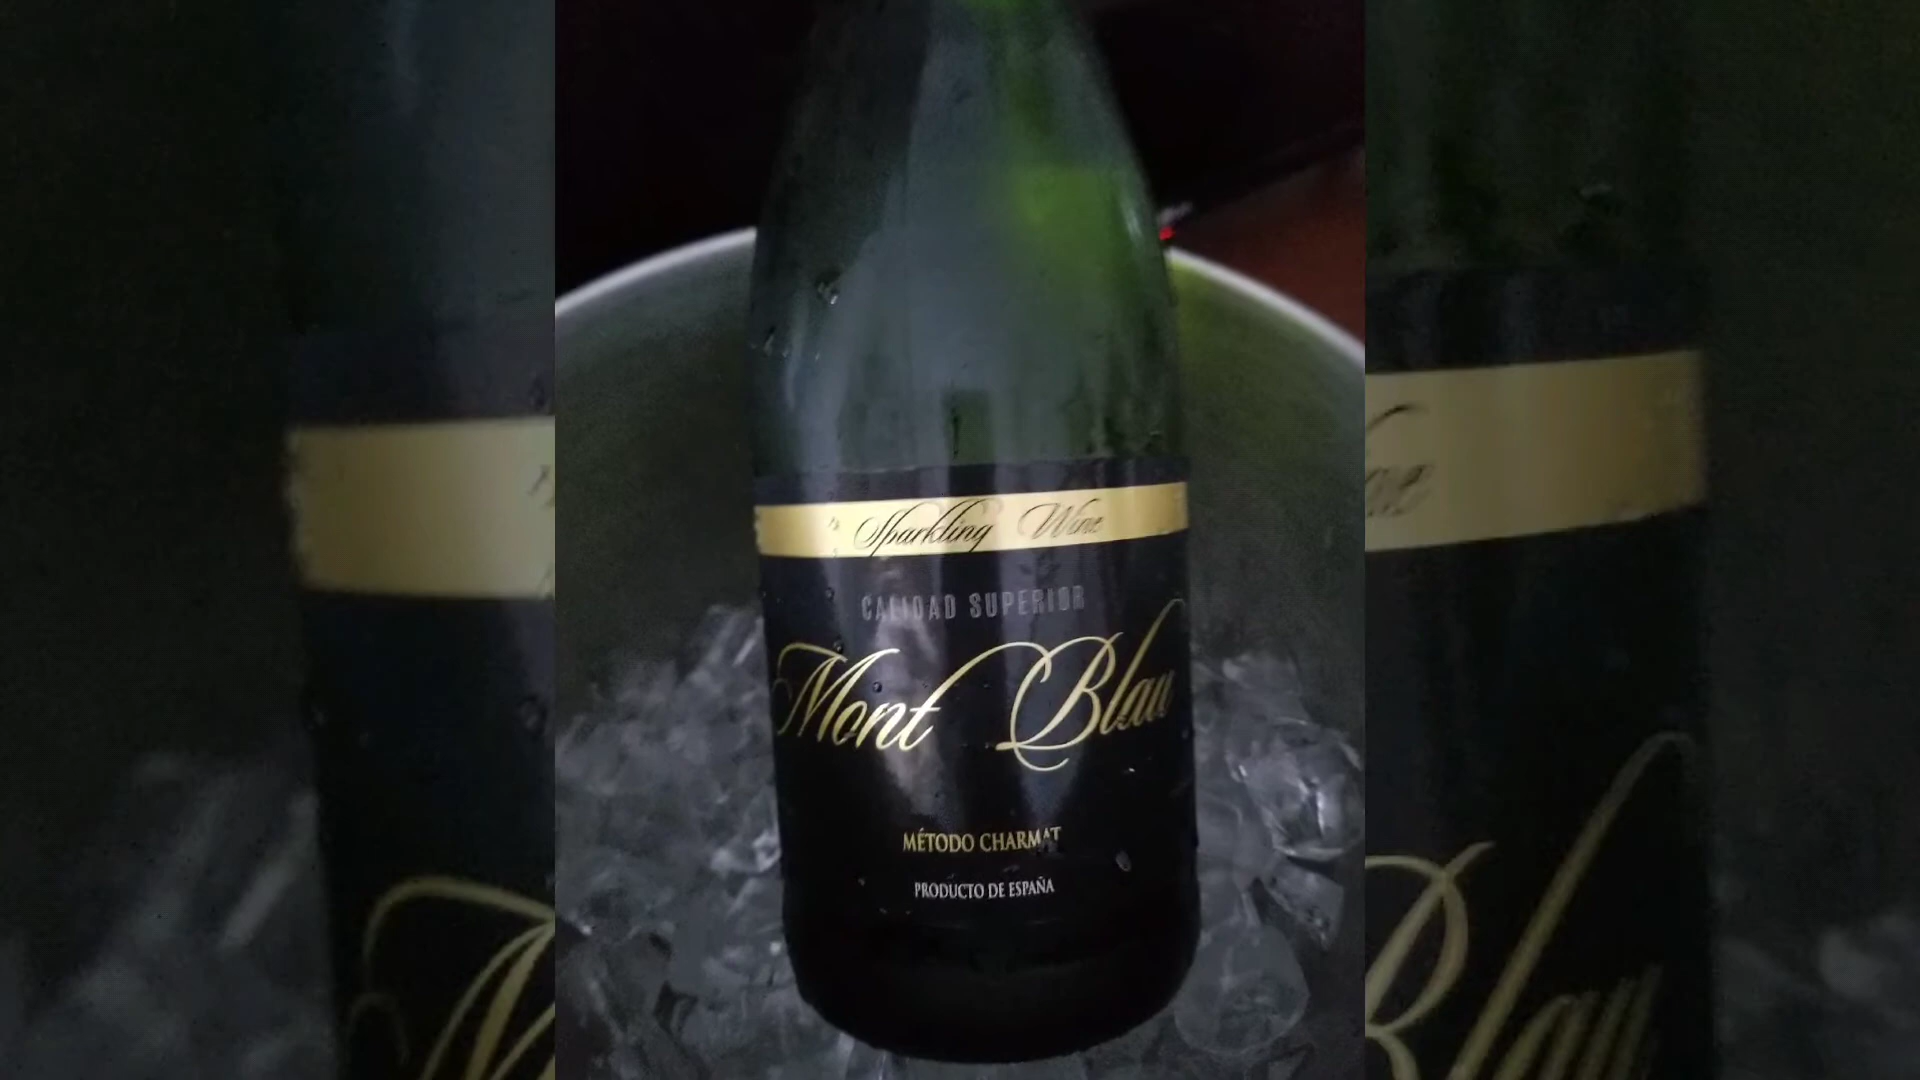 Sparkling Wine
CALIDAD SUPERIOR
Mont Blau
MÉTODO CHARMAT
PRODUCTO DE ESPAÑA